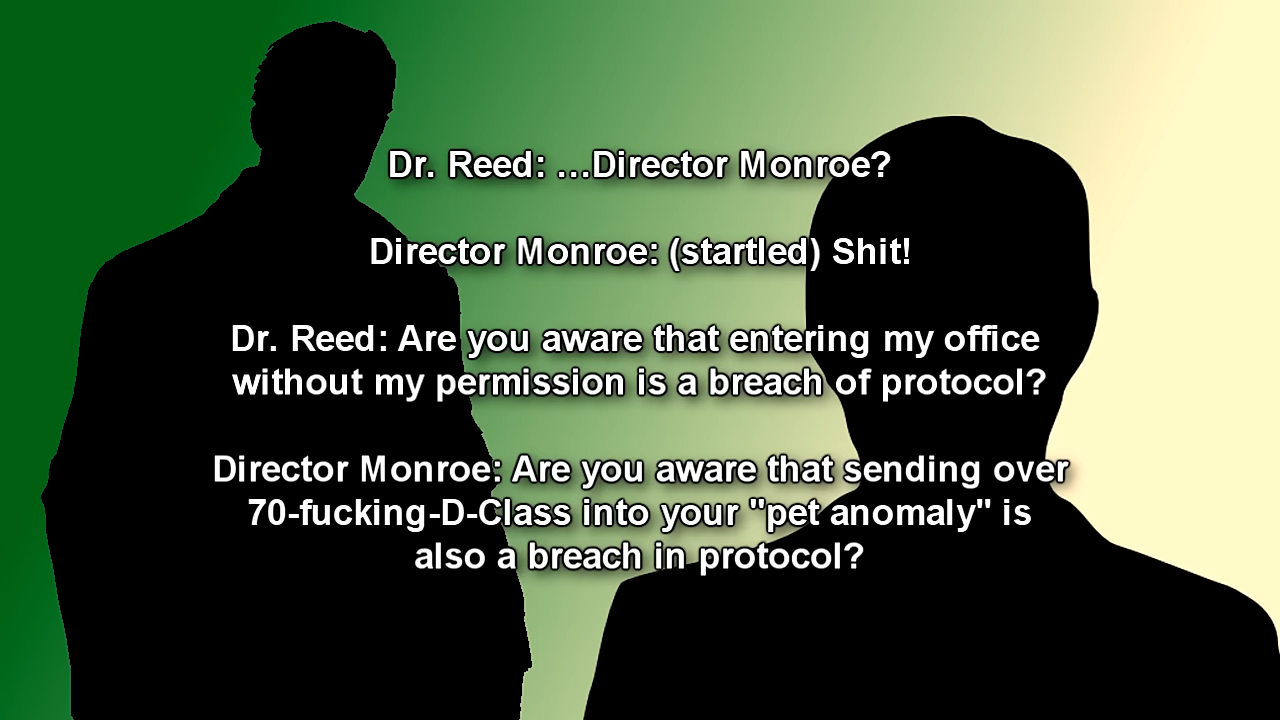 Dr. Reed: …Director Monroe?
Director Monroe: (startled) Shit!
Dr. Reed: Are you aware that entering my office
without my permission is a breach of protocol?
Director Monroe: Are you aware that sending over
70-fucking-D-Class into your "pet anomaly" is
also a breach in protocol?